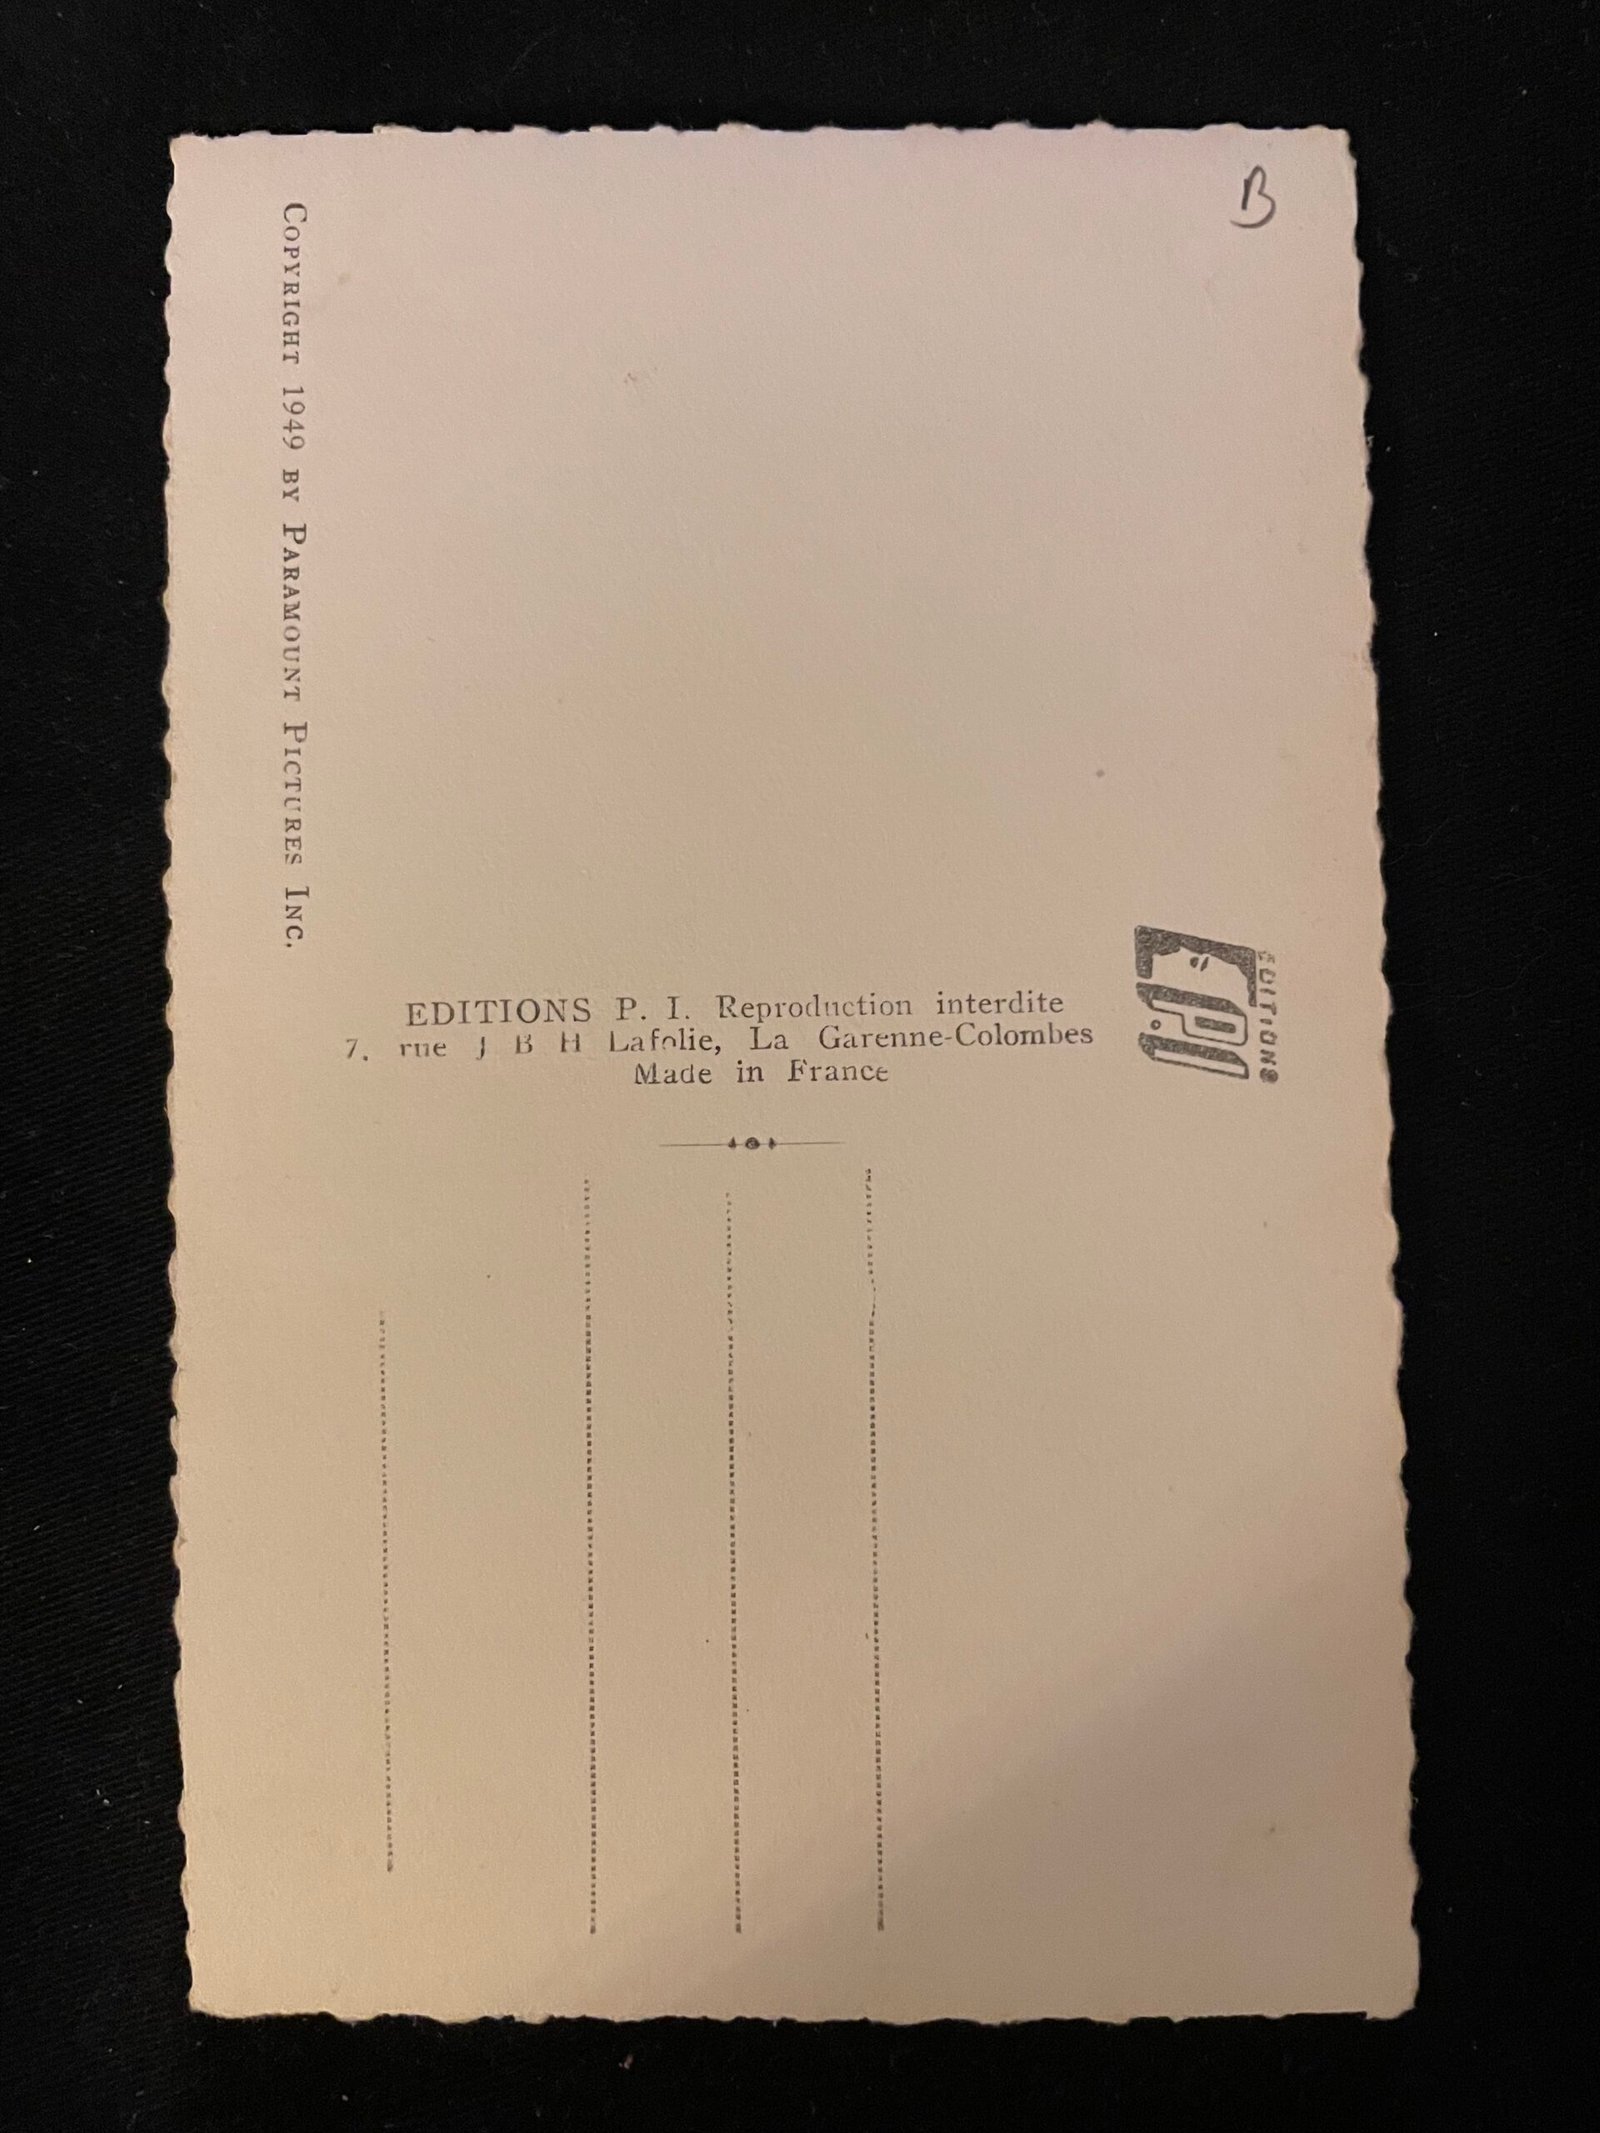 B
COPYRIGHT 1949 BY PARAMOUNT PICTURES INC.
EDITIONS P. I. Reproduction interdite
7, rue J B H Lafolie, La Garenne-Colombes
Made in France
EDITIONS
P.I.